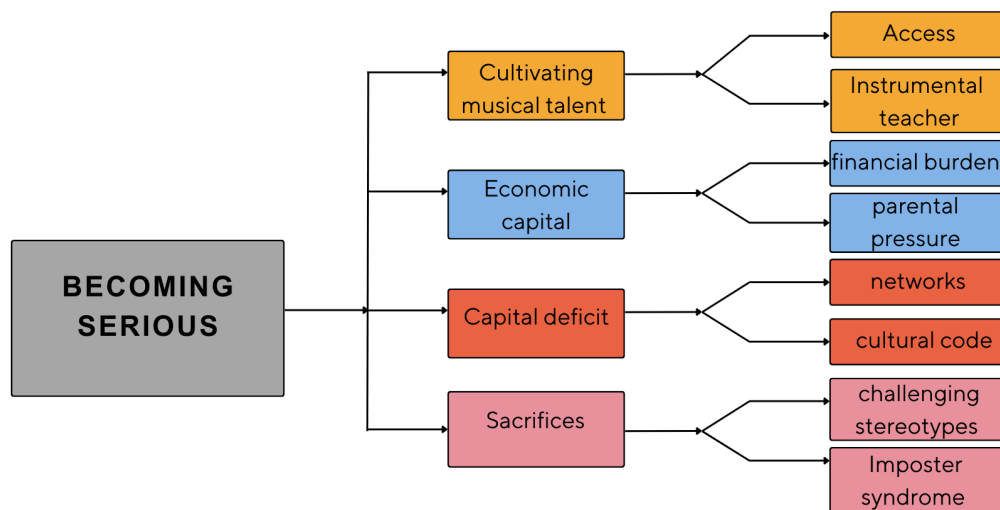 BECOMING
SERIOUS
Cultivating
musical talent
Access
Instrumental
teacher
Economic
capital
financial burden
parental
pressure
Capital deficit
networks
cultural code
Sacrifices
challenging
stereotypes
Imposter
syndrome